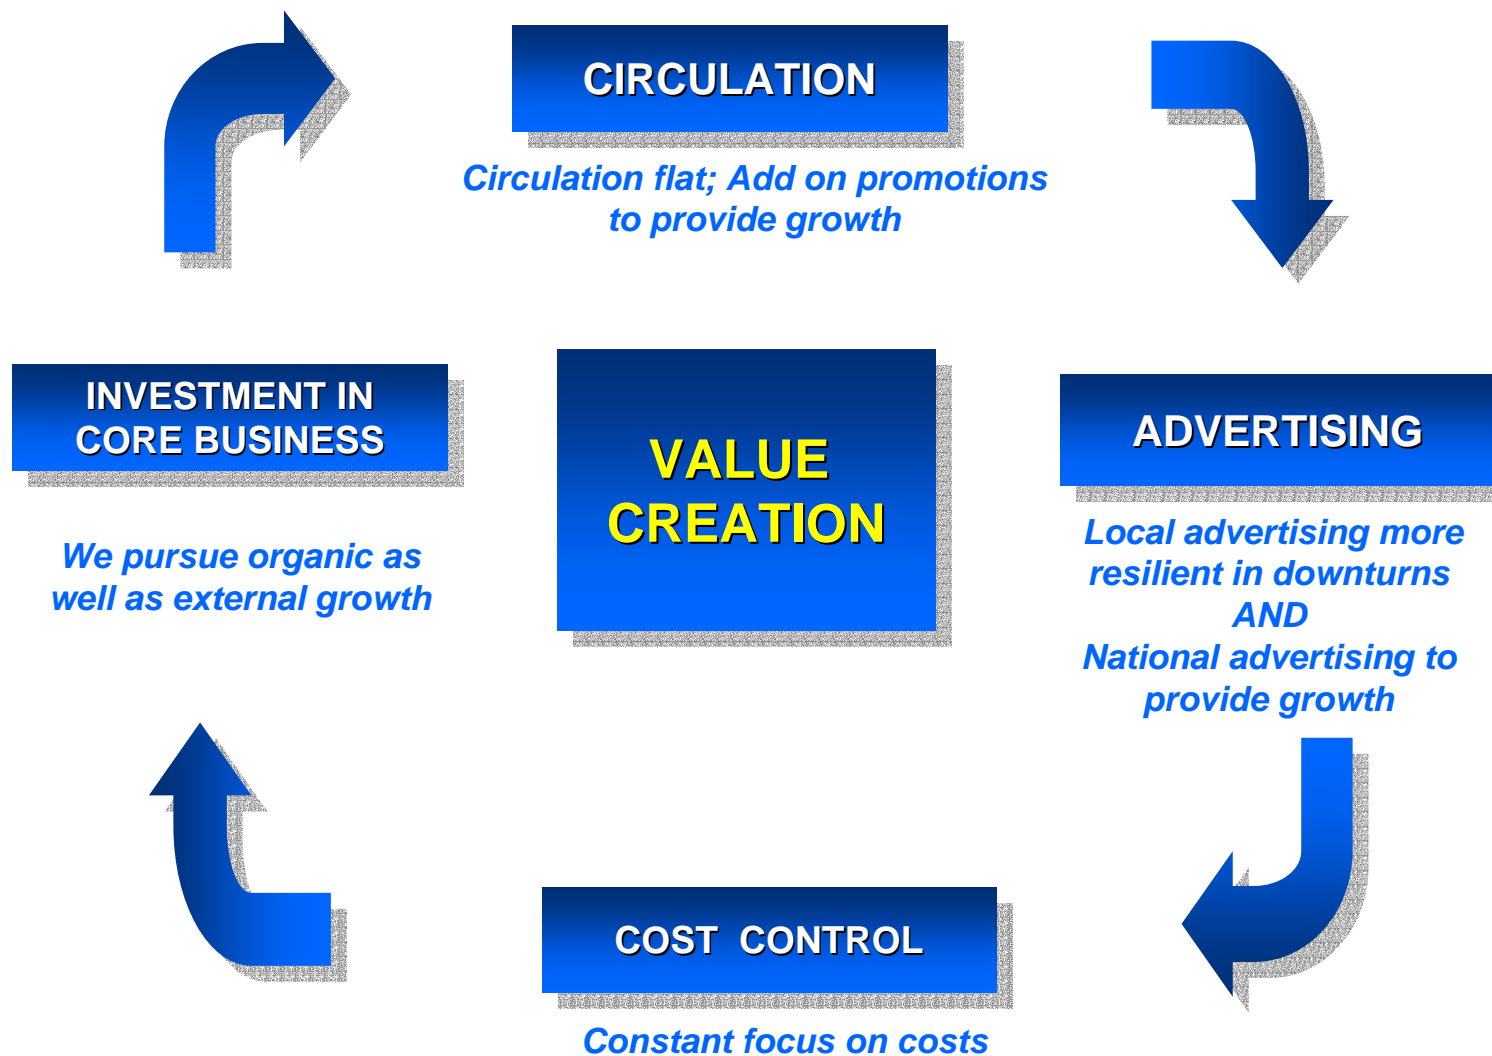 CIRCULATION
Circulation flat; Add on promotions
to provide growth
INVESTMENT IN
CORE BUSINESS
We pursue organic as
well as external growth
VALUE
CREATION
ADVERTISING
Local advertising more
resilient in downturns
AND
National advertising to
provide growth
COST CONTROL
Constant focus on costs